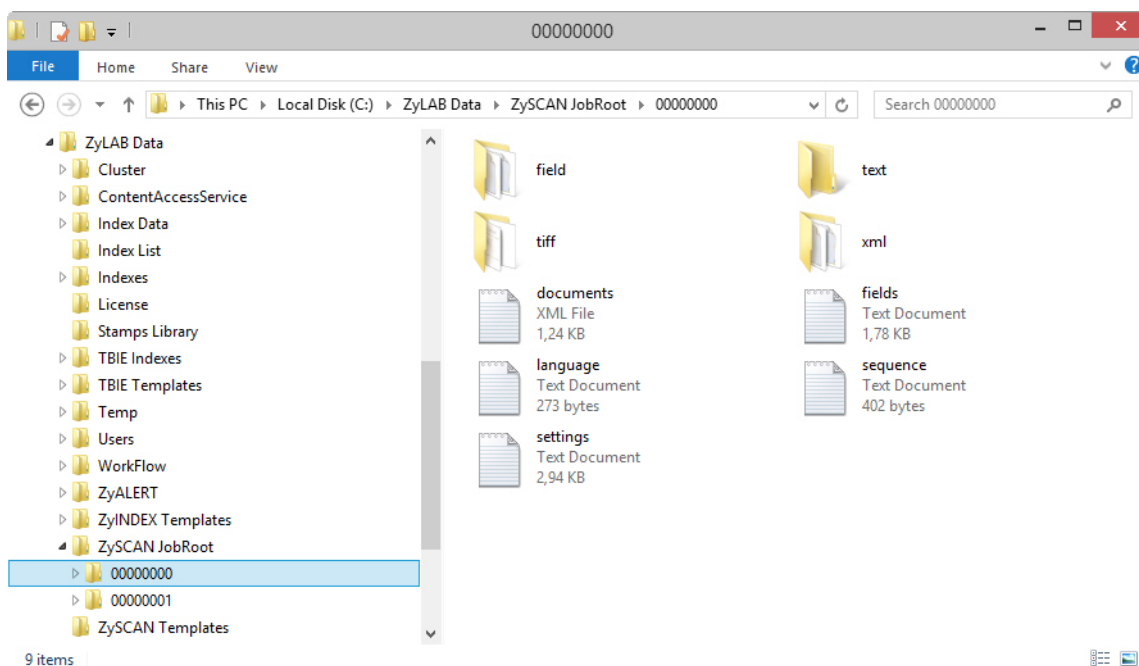 00000000
File Home Share View
This PC Local Disk (C:) ZyLAB Data ZySCAN JobRoot 00000000
Search 00000000
ZyLAB Data
Cluster
ContentAccessService
Index Data
Index List
Indexes
License
Stamps Library
TBIE Indexes
TBIE Templates
Temp
Users
WorkFlow
ZyALERT
ZyINDEX Templates
ZySCAN JobRoot
00000000
00000001
ZySCAN Templates
field
text
tiff
xml
documents
XML File
1,24 KB
fields
Text Document
1,78 KB
language
Text Document
273 bytes
sequence
Text Document
402 bytes
settings
Text Document
2,94 KB
9 items